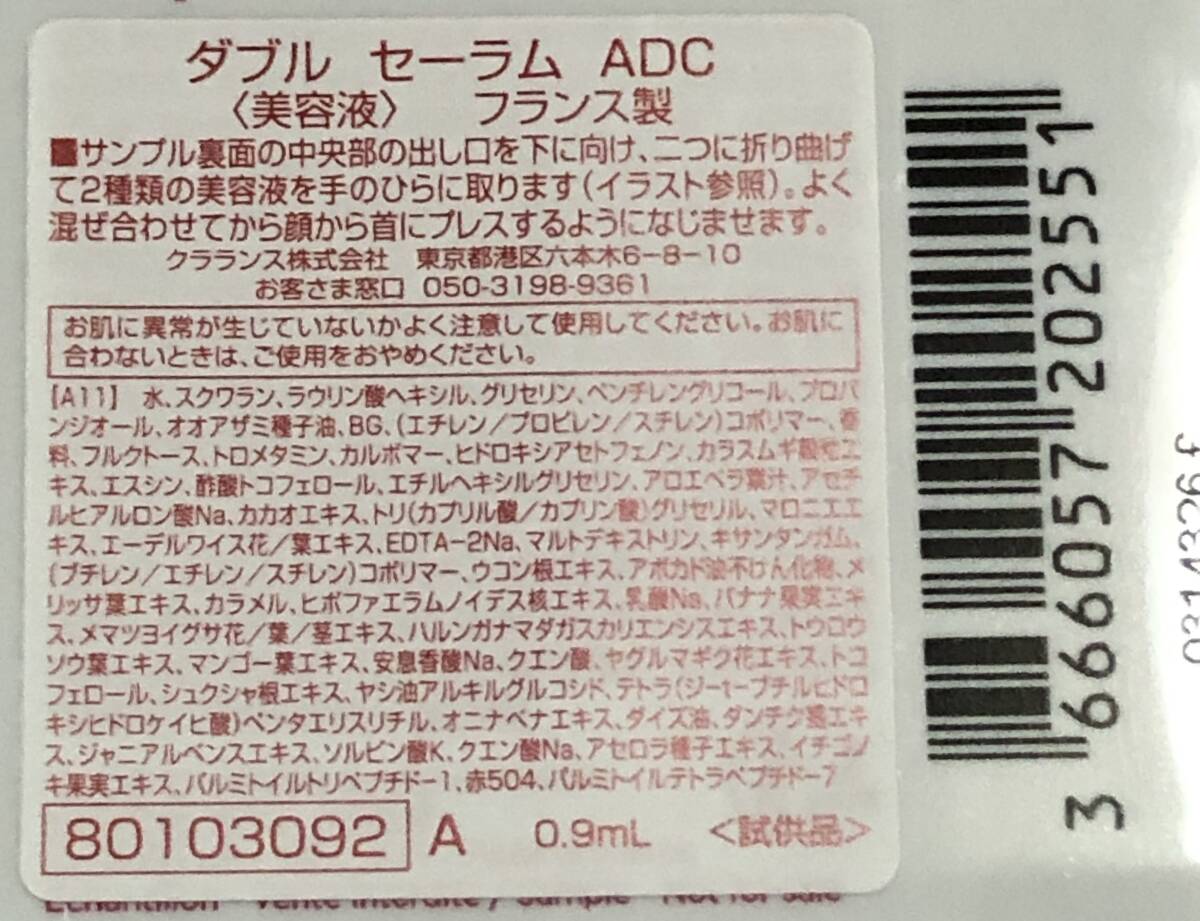 ダブル セーラム ADC
〈美容液〉 フランス製
■サンプル裏面の中央部の出し口を下に向け、二つに折り曲げ
て2種類の美容液を手のひらに取ります(イラスト参照)。よく
混ぜ合わせてから顔から首にプレスするようになじませます。
クラランス株式会社 東京都港区六本木6-8-10
お客さま窓口 050-3198-9361
お肌に異常が生じていないかよく注意して使用してください。お肌に
合わないときは、ご使用をおやめください。
[A11] 水、スクワラン、ラウリン酸ヘキシル、グリセリン、ペンチレングリコール、プロパ
ンジオール、オオアザミ種子油、BG、(エチレン/プロピレン/スチレン)コポリマー、香
料、フルクトース、トロメタミン、カルボマー、ヒドロキシアセトフェノン、カラスムギ穀粒エ
キス、エスシン、酢酸トコフェロール、エチルヘキシルグリセリン、アロエベラ葉汁、アセチ
ルヒアルロン酸Na、カカオエキス、トリ(カプリル酸/カプリン酸)グリセリル、マロニエエ
キス、エーデルワイス花/葉エキス、EDTA-2Na、マルトデキストリン、キサンタンガム、
(ブチレン/エチレン/スチレン)コポリマー、ウコン根エキス、アボカド油不けん化物、メ
リッサ葉エキス、カラメル、ヒポファエラムノイデス核エキス、乳酸Na、バナナ果実エキ
ス、メマツヨイグサ花/葉/茎エキス、ハルンガナマダガスカリエンシスエキス、トウロウ
ソウ葉エキス、マンゴー葉エキス、安息香酸Na、クエン酸、ヤグルマギク花エキス、トコ
フェロール、シュクシャ根エキス、ヤシ油アルキルグルコシド、テトラ(ジ-t-ブチルヒドロ
キシヒドロケイヒ酸)ペンタエリスリチル、オニナベナエキス、ダイズ油、ダンチク茎エキ
ス、ジャニアルベンスエキス、ソルビン酸K、クエン酸Na、アセロラ種子エキス、イチゴノ
キ果実エキス、パルミトイルトリペプチド-1、赤504、パルミトイルテトラペプチド-7
80103092 A 0.9mL <試供品>
Echantillon Vente interdite / Sample Not for sale
3 666057 202551